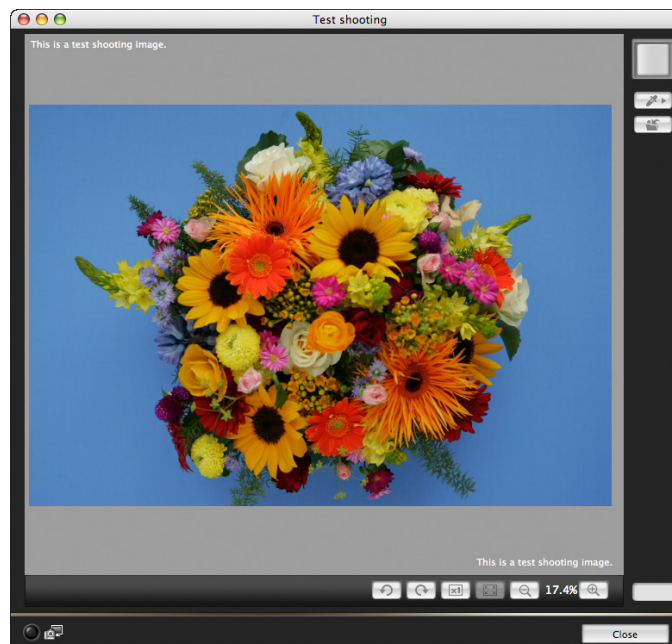 Test shooting
This is a test shooting image.
This is a test shooting image.
x1
17.4%
Close